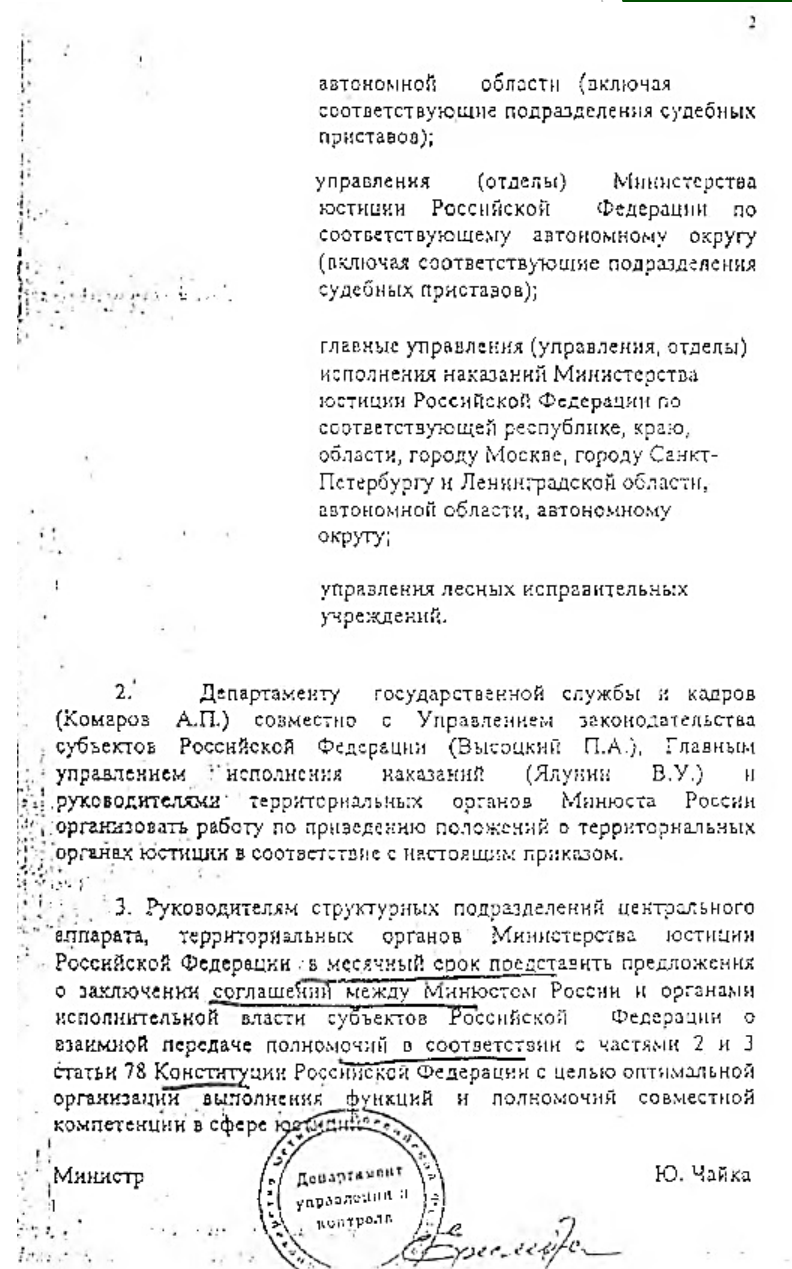 2
автономной области (включая
соответствующие подразделения судебных
приставов);
управления (отделы) Министерства
юстиции Российской Федерации по
соответствующему автономному округу
(включая соответствующие подразделения
судебных приставов);
главные управления (управления, отделы)
исполнения наказаний Министерства
юстиции Российской Федерации по
соответствующей республике, краю,
области, городу Москве, городу Санкт-
Петербургу и Ленинградской области,
автономной области, автономному
округу;
управления лесных исправительных
учреждений.
2. Департаменту государственной службы и кадров
(Комаров А.П.) совместно с Управлением законодательства
субъектов Российской Федерации (Высоцкий П.А.), Главным
управлением исполнения наказаний (Ялунин В.У.) и
руководителями территориальных органов Минюста России
организовать работу по приведению положений о территориальных
органах юстиции в соответствие с настоящим приказом.
3. Руководителям структурных подразделений центрального
аппарата, территориальных органов Министерства юстиции
Российской Федерации в месячный срок представить предложения
о заключении соглашений между Минюстом России и органами
исполнительной власти субъектов Российской Федерации о
взаимной передаче полномочий в соответствии с частями 2 и 3
статьи 78 Конституции Российской Федерации с целью оптимальной
организации выполнения функций и полномочий совместной
компетенции в сфере юстиции.
Министр Ю. Чайка
Департамент
управления и
контроля